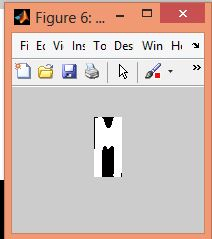 Figure 6: ...
Fi Ec Vi Ins To Des Win He
M